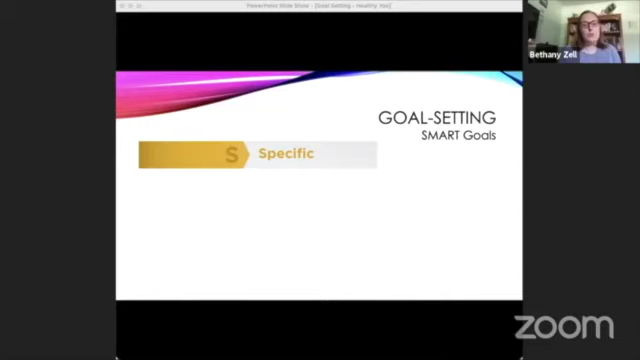 PowerPoint Slide Show - [Goal Setting - Healthy You]
Bethany Zell
GOAL-SETTING
SMART Goals
S Specific
zoom